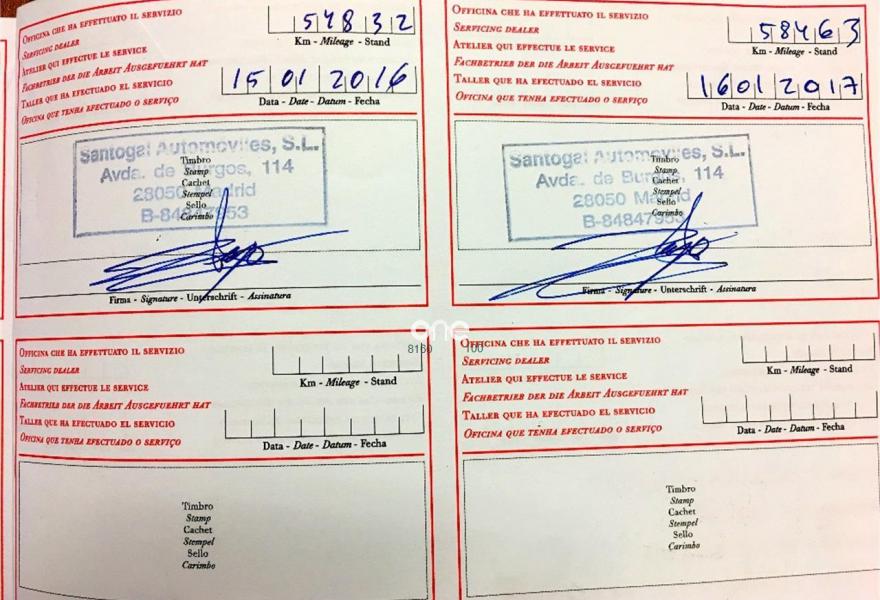 OFFICINA CHE HA EFFETTUATO IL SERVIZIO
SERVICING DEALER
ATELIER QUI EFFECTUE LE SERVICE
FACHBETRIEB DER DIE ARBEIT AUSGEFUEHRT HAT
TALLER QUE HA EFECTUADO EL SERVICIO
OFICINA QUE TENHA EFECTUADO O SERVIÇO
54832
Km - Mileage - Stand
15 01 2016
Data - Date - Datum - Fecha
Santogal Automoviles, S.L.
Avda. de Burgos, 114
28050 Madrid
B-84847953
Timbro
Stamp
Cachet
Stempel
Sello
Carimbo
Firma - Signature - Unterschrift - Assinatura
OFFICINA CHE HA EFFETTUATO IL SERVIZIO
SERVICING DEALER
ATELIER QUI EFFECTUE LE SERVICE
FACHBETRIEB DER DIE ARBEIT AUSGEFUEHRT HAT
TALLER QUE HA EFECTUADO EL SERVICIO
OFICINA QUE TENHA EFECTUADO O SERVIÇO
58463
Km - Mileage - Stand
16 01 2017
Data - Date - Datum - Fecha
Santogal Automoviles, S.L.
Avda. de Burgos, 114
28050 Madrid
B-84847953
Timbro
Stamp
Cachet
Stempel
Sello
Carimbo
Firma - Signature - Unterschrift - Assinatura
one
8160 100
OFFICINA CHE HA EFFETTUATO IL SERVIZIO
SERVICING DEALER
ATELIER QUI EFFECTUE LE SERVICE
FACHBETRIEB DER DIE ARBEIT AUSGEFUEHRT HAT
TALLER QUE HA EFECTUADO EL SERVICIO
OFICINA QUE TENHA EFECTUADO O SERVIÇO
Km - Mileage - Stand
Data - Date - Datum - Fecha
Timbro
Stamp
Cachet
Stempel
Sello
Carimbo
OFFICINA CHE HA EFFETTUATO IL SERVIZIO
SERVICING DEALER
ATELIER QUI EFFECTUE LE SERVICE
FACHBETRIEB DER DIE ARBEIT AUSGEFUEHRT HAT
TALLER QUE HA EFECTUADO EL SERVICIO
OFICINA QUE TENHA EFECTUADO O SERVIÇO
Km - Mileage - Stand
Data - Date - Datum - Fecha
Timbro
Stamp
Cachet
Stempel
Sello
Carimbo